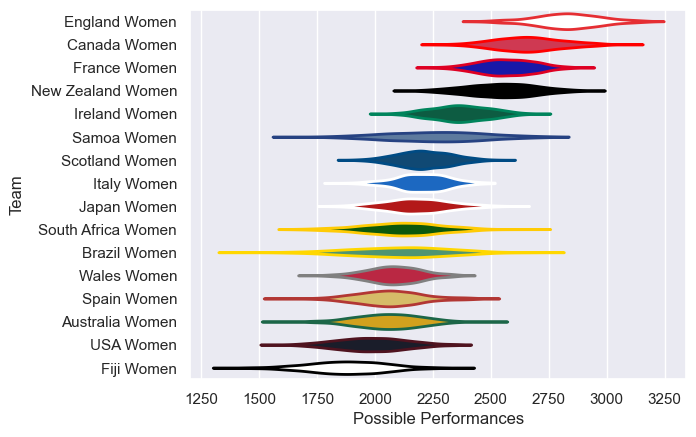 England Women
Canada Women
France Women
New Zealand Women
Ireland Women
Samoa Women
Scotland Women
Italy Women
Japan Women
South Africa Women
Brazil Women
Wales Women
Spain Women
Australia Women
USA Women
Fiji Women
Team
1250 1500 1750 2000 2250 2500 2750 3000 3250
Possible Performances